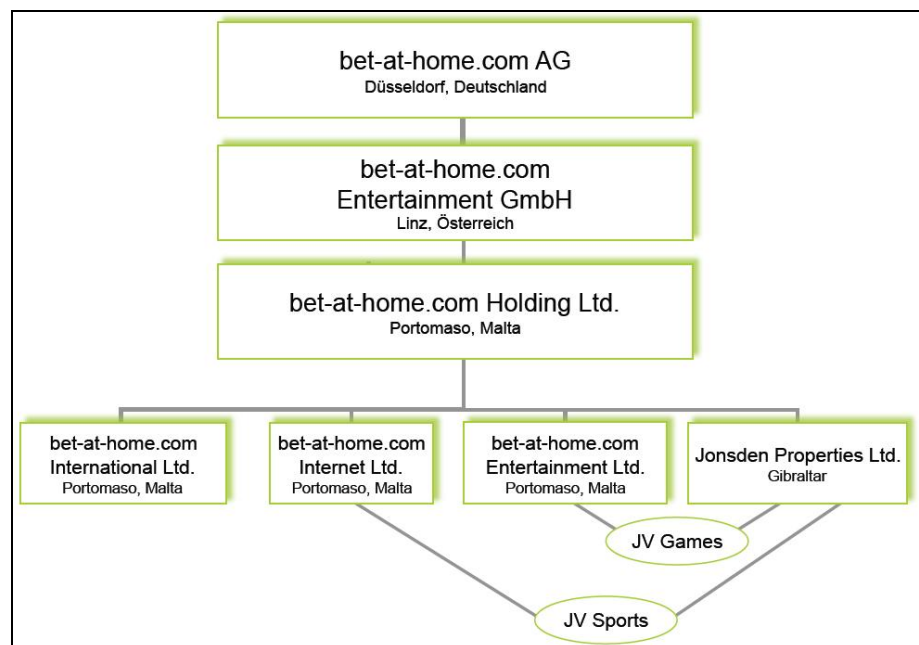 bet-at-home.com AG
Düsseldorf, Deutschland
bet-at-home.com
Entertainment GmbH
Linz, Österreich
bet-at-home.com Holding Ltd.
Portomaso, Malta
bet-at-home.com
International Ltd.
Portomaso, Malta
bet-at-home.com
Internet Ltd.
Portomaso, Malta
bet-at-home.com
Entertainment Ltd.
Portomaso, Malta
Jonsden Properties Ltd.
Gibraltar
JV Games
JV Sports